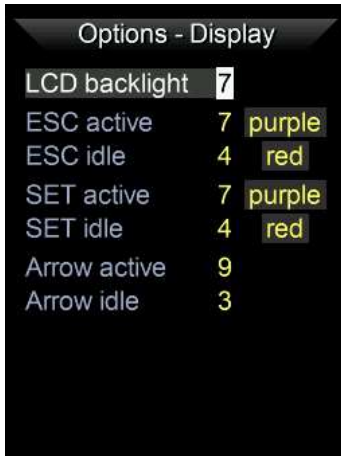 Options - Display
LCD backlight 7
ESC active 7 purple
ESC idle 4 red
SET active 7 purple
SET idle 4 red
Arrow active 9
Arrow idle 3